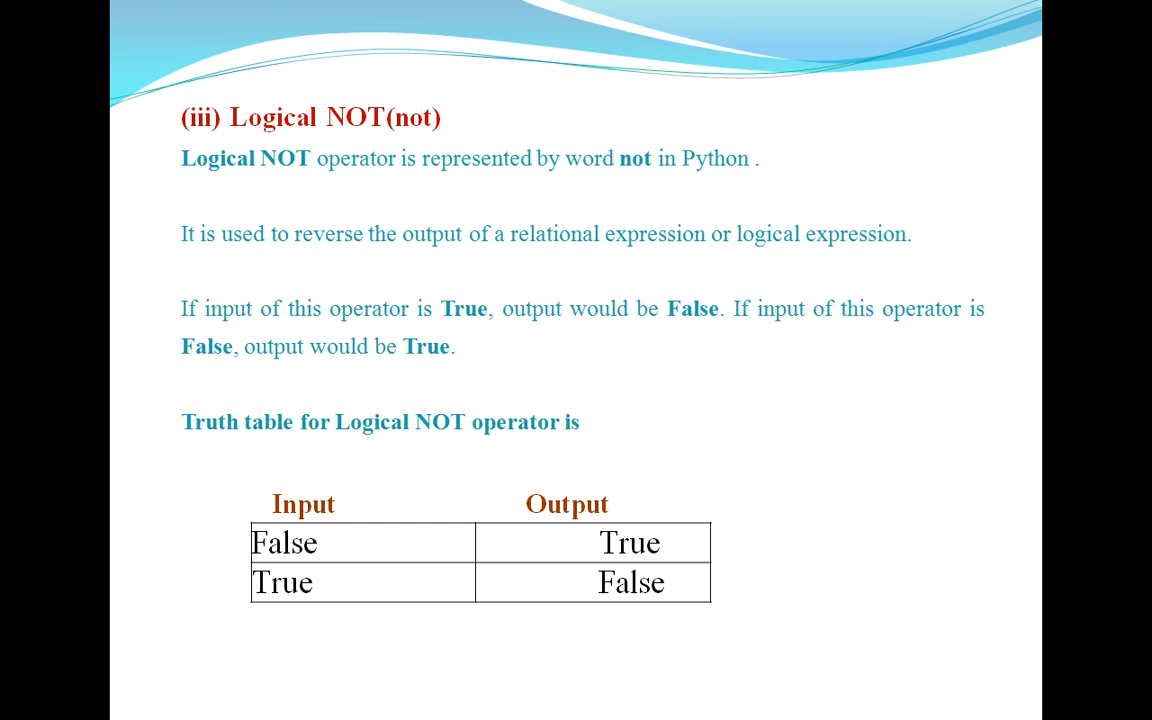 (iii) Logical NOT(not)
Logical NOT operator is represented by word not in Python .
It is used to reverse the output of a relational expression or logical expression.
If input of this operator is True, output would be False. If input of this operator is
False, output would be True.
Truth table for Logical NOT operator is
Input Output
False True
True False